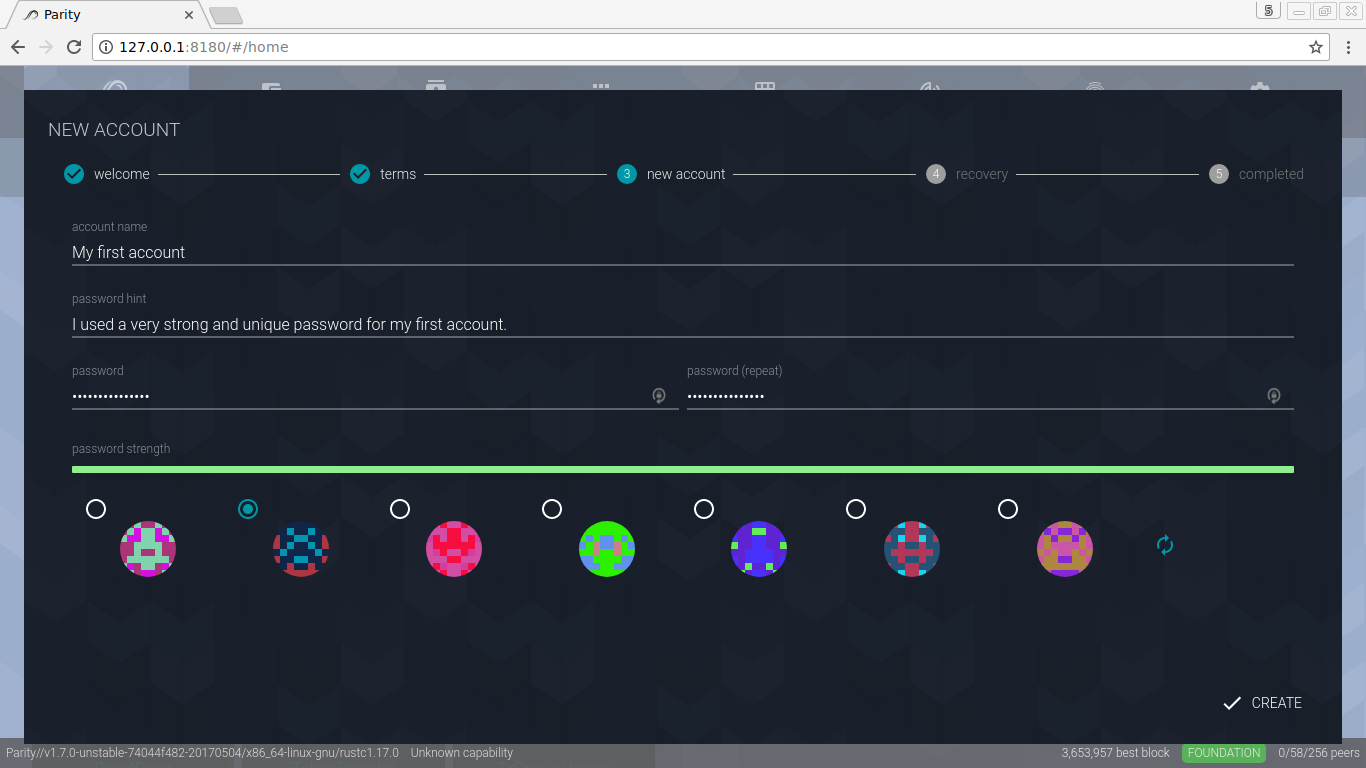 Parity
5
127.0.0.1:8180/#/home
NEW ACCOUNT
welcome
terms
3 new account
4 recovery
5 completed
account name
My first account
password hint
I used a very strong and unique password for my first account.
password
password (repeat)
•••••••••••••••
•••••••••••••••
password strength
CREATE
Parity//v1.7.0-unstable-74044f482-20170504/x86_64-linux-gnu/rustc1.17.0 Unknown capability
3,653,957 best block FOUNDATION 0/58/256 peers